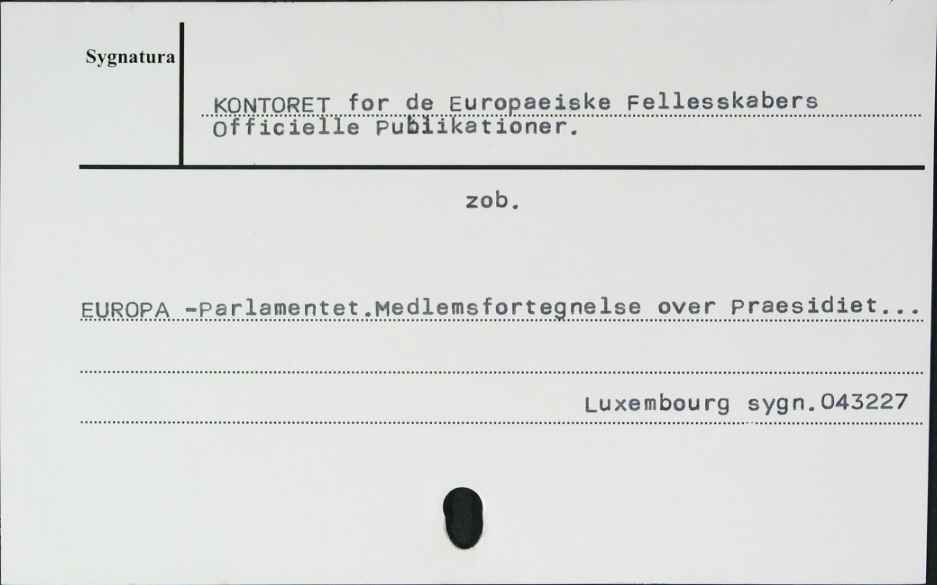 Sygnatura
KONTORET for de Europaeiske Fellesskabers
Officielle Publikationer.
zob.
EUROPA -Parlamentet.Medlemsfortegnelse over Praesidiet...
Luxembourg sygn.043227